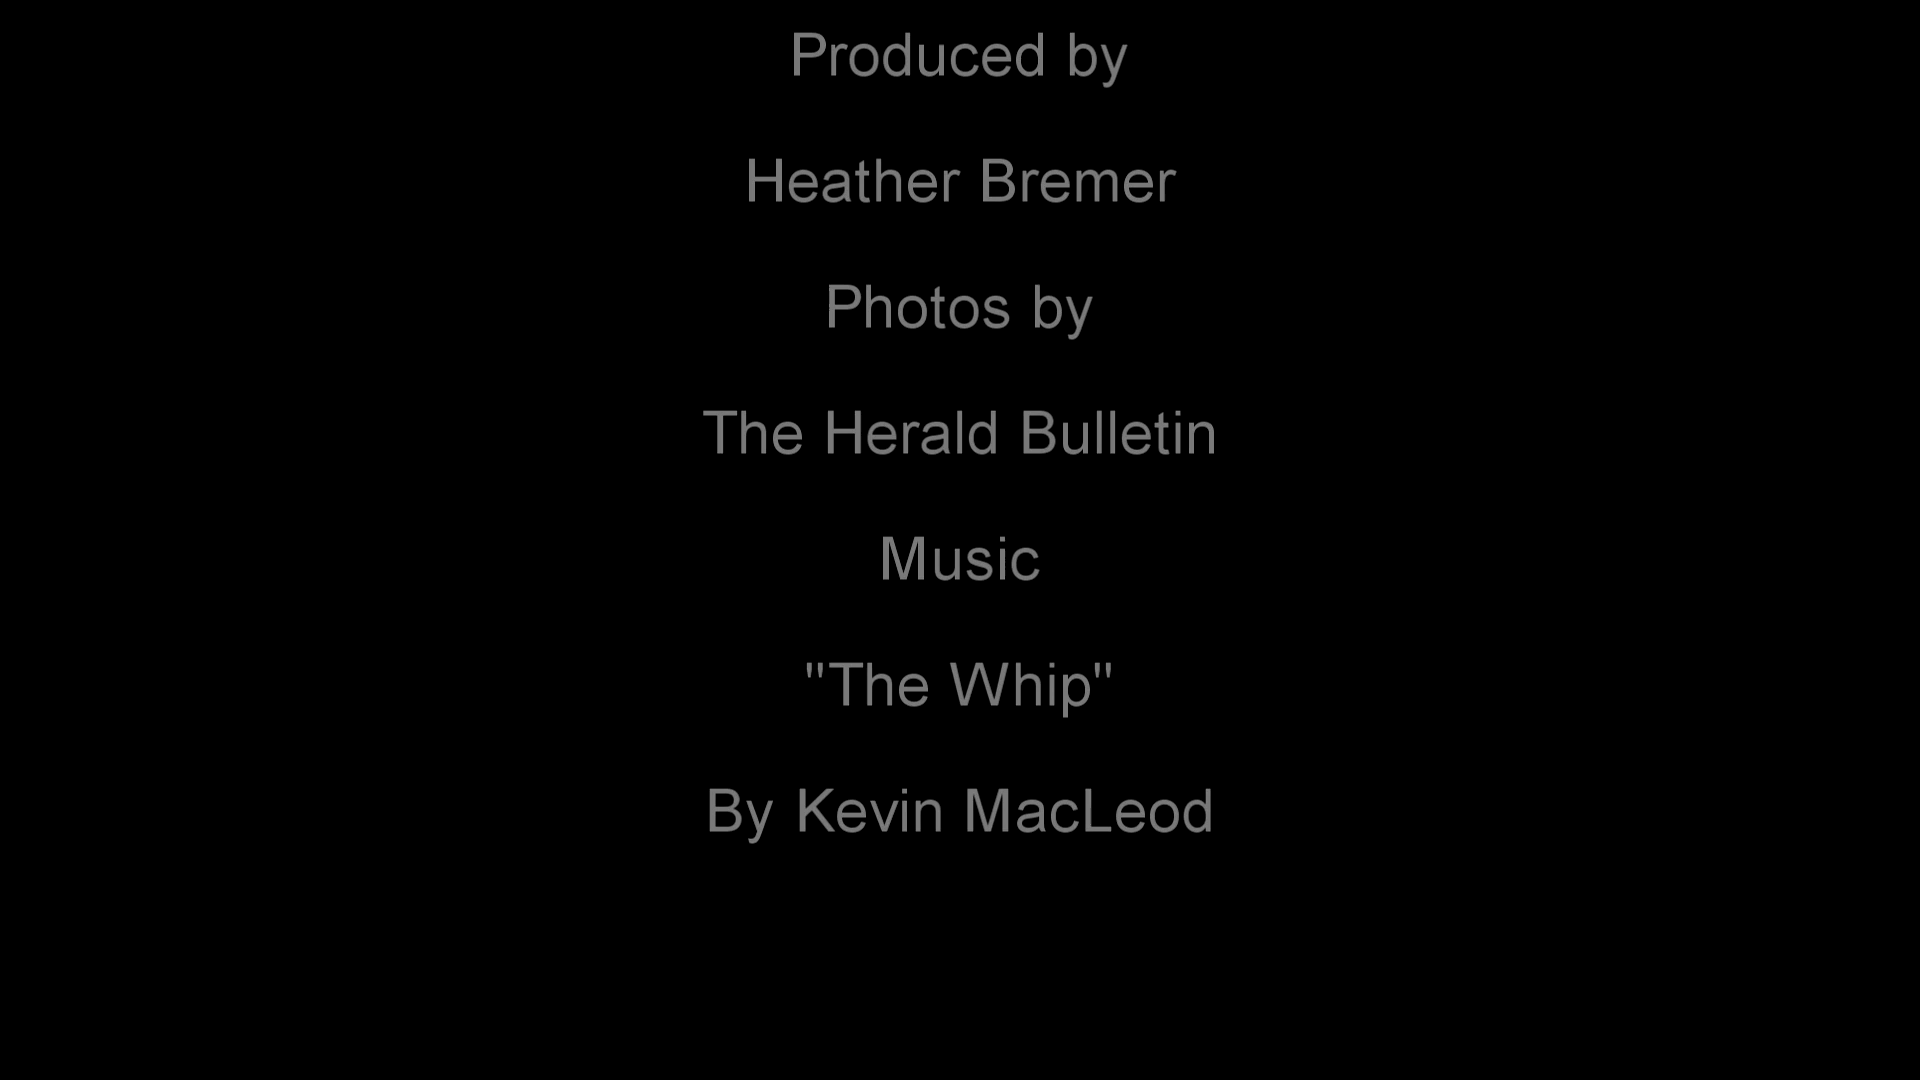 Produced by
Heather Bremer
Photos by
The Herald Bulletin
Music
"The Whip"
By Kevin MacLeod